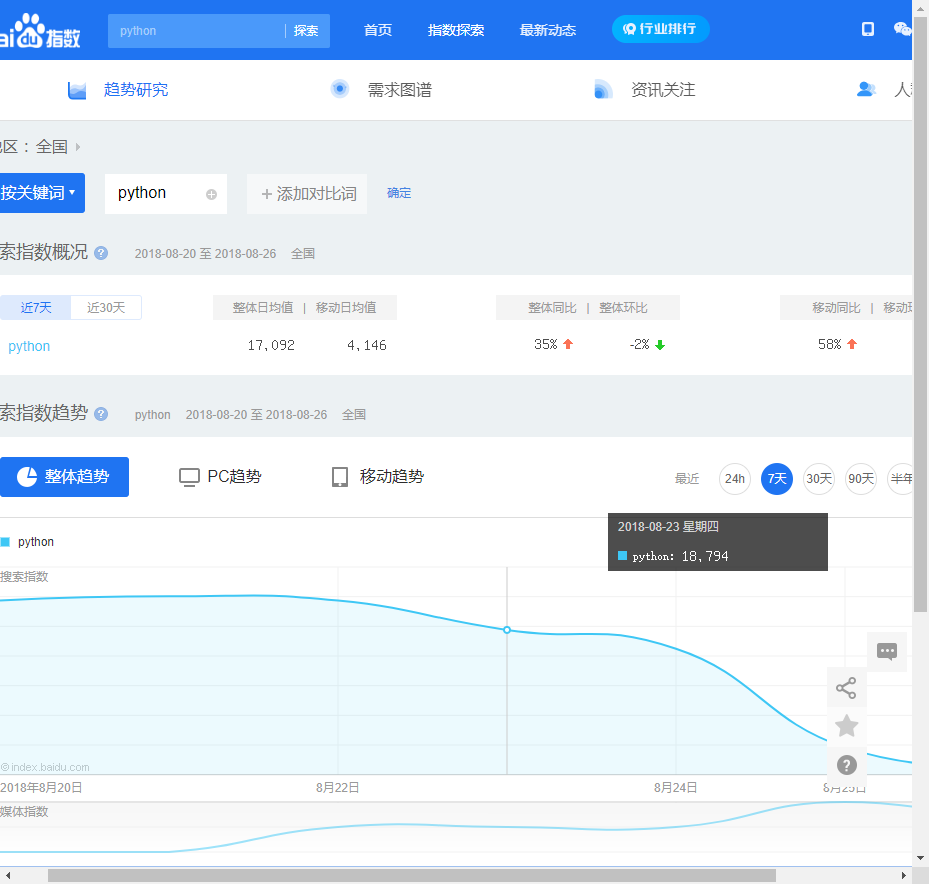 ai du 指数 python 探索 首页 指数探索 最新动态 行业排行
趋势研究 需求图谱 资讯关注 人
区： 全国
按关键词 python + 添加对比词 确定
索指数概况 ? 2018-08-20 至 2018-08-26 全国
近7天 近30天 整体日均值 | 移动日均值 整体同比 | 整体环比 移动同比 | 移动
python 17,092 4,146 35% -2% 58%
索指数趋势 ? python 2018-08-20 至 2018-08-26 全国
整体趋势 PC趋势 移动趋势 最近 24h 7天 30天 90天 半年
2018-08-23 星期四
python: 18,794
python
搜索指数
?
© index.baidu.com
2018年8月20日 8月22日 8月24日 8月25日
媒体指数